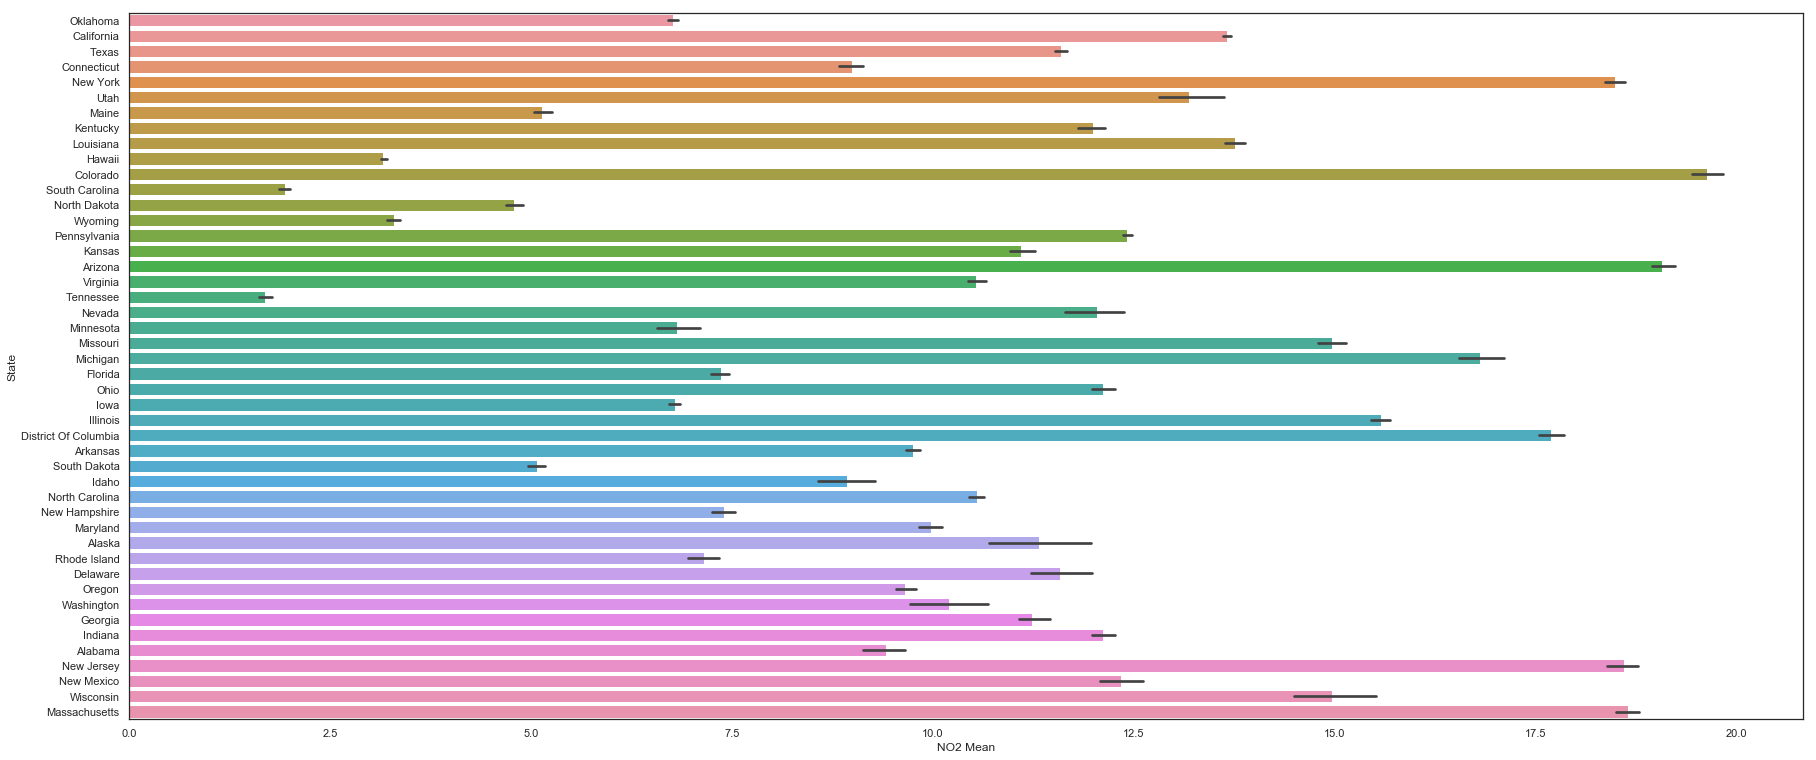 Oklahoma
California
Texas
Connecticut
New York
Utah
Maine
Kentucky
Louisiana
Hawaii
Colorado
South Carolina
North Dakota
Wyoming
Pennsylvania
Kansas
Arizona
Virginia
Tennessee
Nevada
Minnesota
Missouri
Michigan
Florida
Ohio
Iowa
Illinois
District Of Columbia
Arkansas
South Dakota
Idaho
North Carolina
New Hampshire
Maryland
Alaska
Rhode Island
Delaware
Oregon
Washington
Georgia
Indiana
Alabama
New Jersey
New Mexico
Wisconsin
Massachusetts
State
0.0 2.5 5.0 7.5 10.0 12.5 15.0 17.5 20.0
NO2 Mean